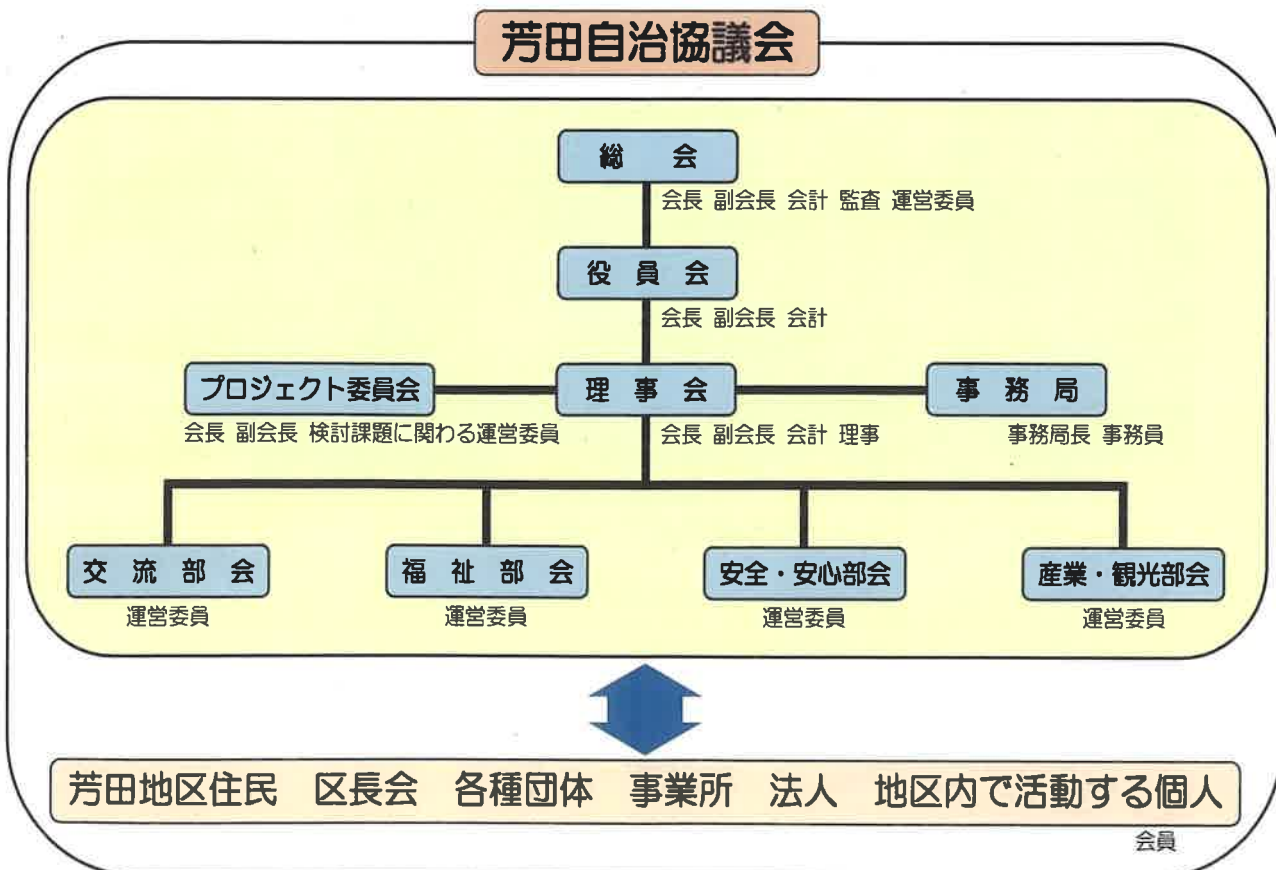 芳田自治協議会
総　会
会長 副会長 会計 監査 運営委員
役　員　会
会長 副会長 会計
プロジェクト委員会
理　事　会
事　務　局
会長 副会長 検討課題に関わる運営委員
会長 副会長 会計 理事
事務局長 事務員
交　流　部　会
福　祉　部　会
安全・安心部会
産業・観光部会
運営委員
運営委員
運営委員
運営委員
芳田地区住民　区長会　各種団体　事業所　法人　地区内で活動する個人
会員